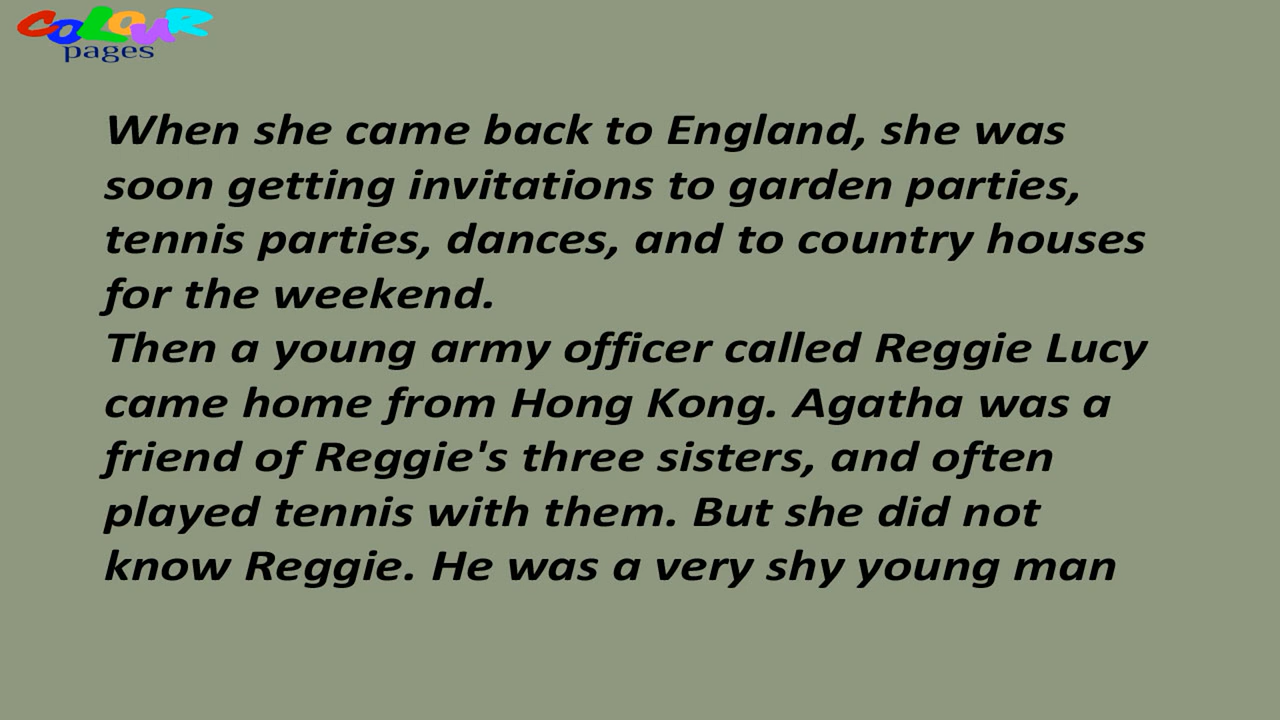 COLOUR
pages
When she came back to England, she was
soon getting invitations to garden parties,
tennis parties, dances, and to country houses
for the weekend.
Then a young army officer called Reggie Lucy
came home from Hong Kong. Agatha was a
friend of Reggie's three sisters, and often
played tennis with them. But she did not
know Reggie. He was a very shy young man